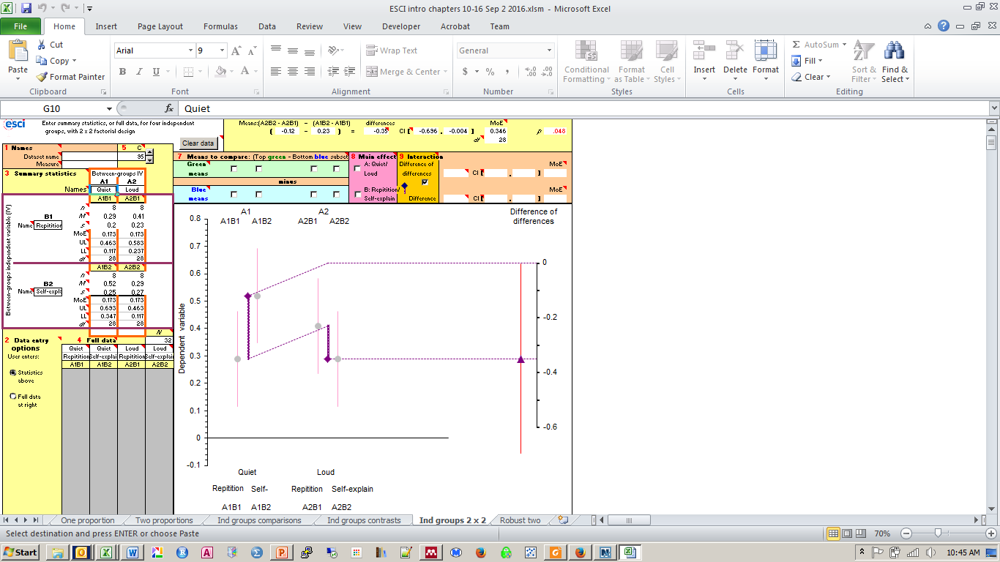 ESCI intro chapters 10-16 Sep 2 2016.xlsm - Microsoft Excel
File Home Insert Page Layout Formulas Data Review View Developer Acrobat Team
Cut
Copy
Format Painter
Paste
Arial 9
B I U
Wrap Text
Merge & Center
General
$ % ,
Conditional Formatting
Format as Table
Cell Styles
Insert Delete Format
AutoSum
Fill
Clear
Sort & Filter
Find & Select
Clipboard Font Alignment Number Styles Cells Editing
G10 fx Quiet
esci
Enter summary statistics, or full data, for four independent
groups, with 2 x 2 factorial design
Clear data
Means:(A2B2 - A2B1) - (A1B2 - A1B1) differences MoE
( -0.12 - 0.23 ) = -0.35 CI [ -0.696 , -0.004 ] 0.346 p .048
df 28
1 Names 5 C
Dataset name 95
Measure
3 Summary statistics Between-groups IV
A1 A2
Names Quiet Loud
Between-groups independent variable (IV)
A1B1 A2B1
n 8 8
B1 M 0.29 0.41
Name Repitition s 0.2 0.23
MoE 0.173 0.173
UL 0.463 0.583
LL 0.117 0.237
df 28 28
A1B2 A2B2
n 8 8
B2 M 0.52 0.29
Name Self-expla s 0.25 0.27
MoE 0.173 0.173
UL 0.693 0.463
LL 0.347 0.117
df 28 28
N
2 Data entry options 4 Full data 32
User enters:
Quiet Quiet Loud Loud
Repitition Self-explai Repitition Self-explain
A1B1 A1B2 A2B1 A2B2
Statistics above
Full data at right
7 Means to compare: (Top green - Bottom blue subset
Green means
minus
Blue means
8 Main effect
A: Quiet/
Loud
B: Repitition/
Self-explain
9 Interaction
Difference of differences
Difference
CI [ , ] MoE
CI [ , ] MoE
A1 A2
A1B1 A1B2 A2B1 A2B2
Difference of
differences
Dependent variable
0.8
0.7
0.6
0.5
0.4
0.3
0.2
0.1
0
-0.1
0
-0.2
-0.4
-0.6
Quiet Loud
Repitition Self- Repitition Self-explain
A1B1 A1B2 A2B1 A2B2
One proportion Two proportions Ind groups comparisons Ind groups contrasts Ind groups 2 x 2 Robust two
Select destination and press ENTER or choose Paste 70%
Start 10:45 AM